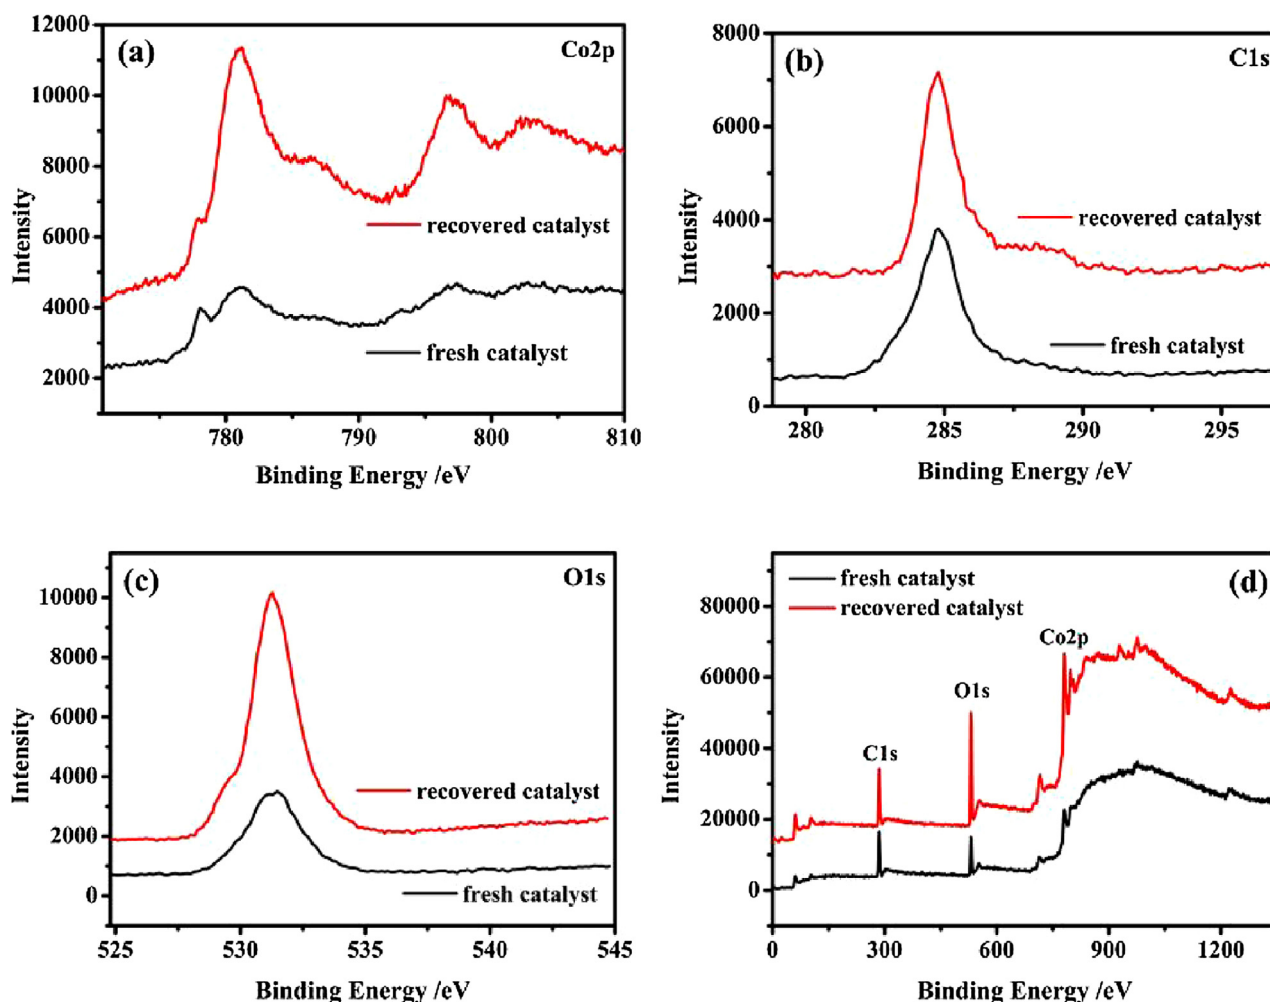 (a)
Co2p
12000
10000
8000
6000
4000
2000
Intensity
recovered catalyst
fresh catalyst
780
790
800
810
Binding Energy /eV
(b)
C1s
8000
6000
4000
2000
0
Intensity
recovered catalyst
fresh catalyst
280
285
290
295
Binding Energy /eV
(c)
O1s
10000
8000
6000
4000
2000
0
Intensity
recovered catalyst
fresh catalyst
525
530
535
540
545
Binding Energy /eV
fresh catalyst
recovered catalyst
(d)
80000
60000
40000
20000
0
Intensity
C1s
O1s
Co2p
0
300
600
900
1200
Binding Energy /eV